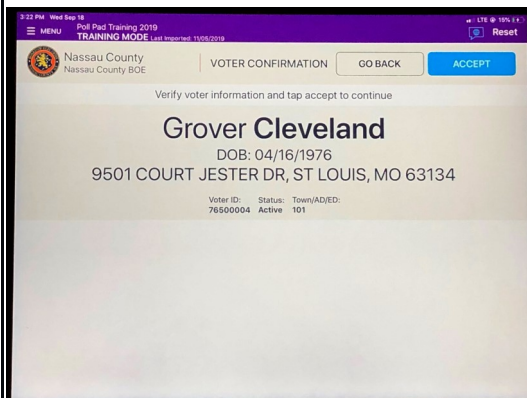 3:22 PM Wed Sep 18
LTE 15%
MENU
Poll Pad Training 2019
TRAINING MODE Last Imported: 11/05/2019
Reset
Nassau County
Nassau County BOE
VOTER CONFIRMATION
GO BACK
ACCEPT
Verify voter information and tap accept to continue
Grover Cleveland
DOB: 04/16/1976
9501 COURT JESTER DR, ST LOUIS, MO 63134
Voter ID: Status: Town/AD/ED:
76500004 Active 101